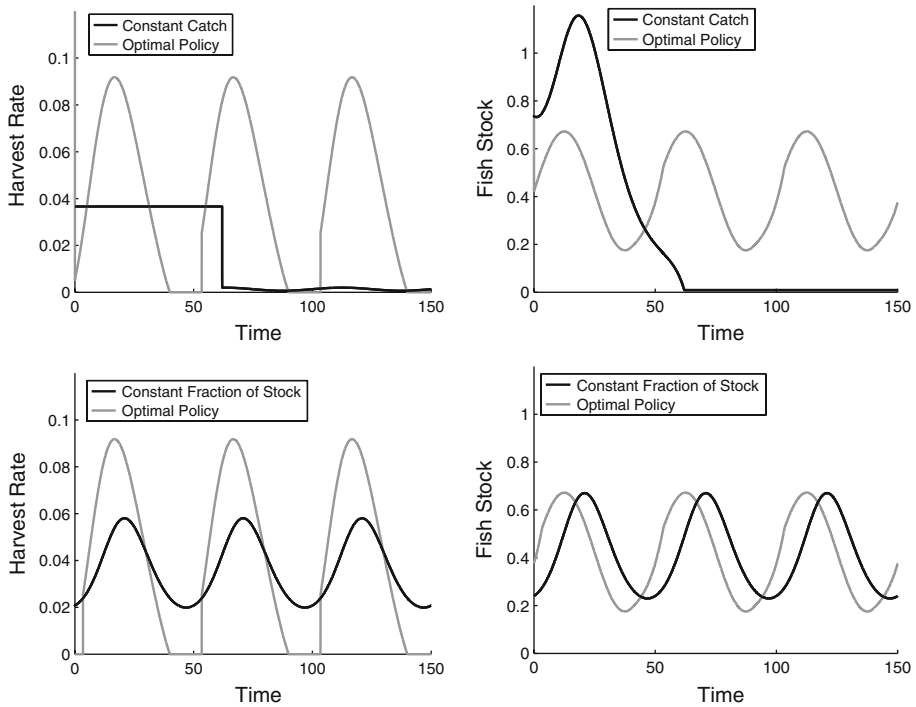 Constant Catch
Optimal Policy
0.1
0.08
0.06
0.04
0.02
0
Harvest Rate
0
50
100
150
Time
Constant Catch
Optimal Policy
1
0.8
0.6
0.4
0.2
0
Fish Stock
0
50
100
150
Time
Constant Fraction of Stock
Optimal Policy
0.1
0.08
0.06
0.04
0.02
0
Harvest Rate
0
50
100
150
Time
Constant Fraction of Stock
Optimal Policy
1
0.8
0.6
0.4
0.2
0
Fish Stock
0
50
100
150
Time